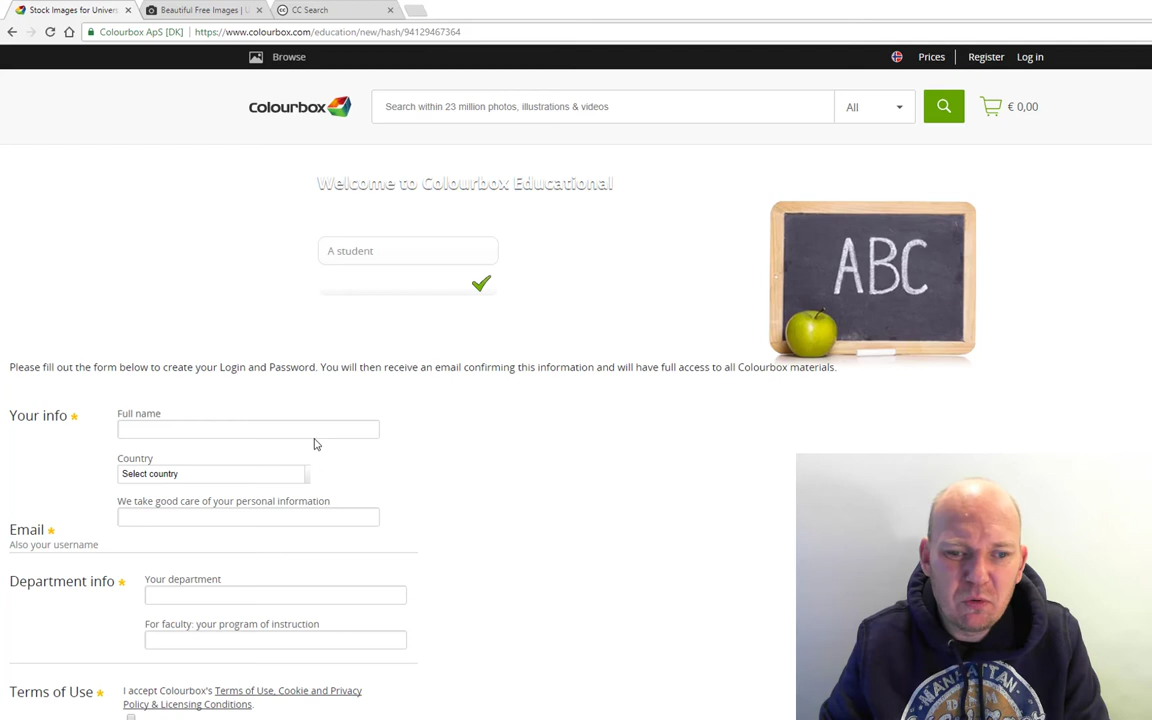 Stock Images for Univers
Beautiful Free Images | U
CC Search
Colourbox ApS [DK]
https://www.colourbox.com/education/new/hash/94129467364
Browse
Prices
Register
Log in
colourbox
Search within 23 million photos, illustrations & videos
All
€ 0,00
Welcome to Colourbox Educational
A student
ABC
Please fill out the form below to create your Login and Password. You will then receive an email confirming this information and will have full access to all Colourbox materials.
Your info *
Full name
Country
Select country
We take good care of your personal information
Email *
Also your username
Department info *
Your department
For faculty: your program of instruction
Terms of Use *
I accept Colourbox's Terms of Use, Cookie and Privacy
Policy & Licensing Conditions.
MANHATTAN